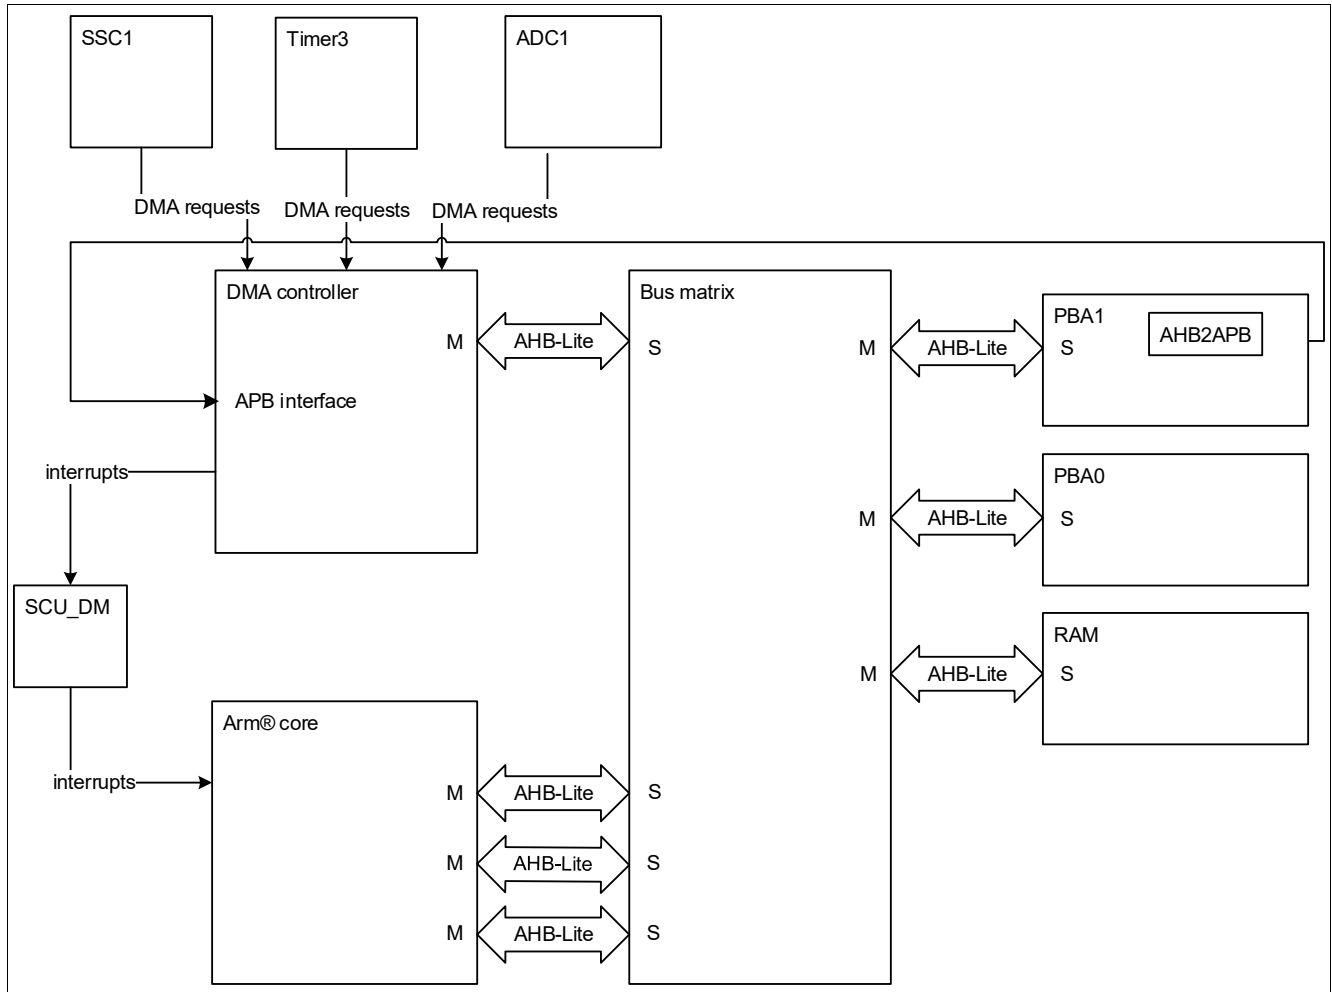 SSC1
Timer3
ADC1
DMA requests
DMA requests
DMA requests
DMA controller
M
APB interface
AHB-Lite
Bus matrix
S
M
AHB-Lite
PBA1
S
AHB2APB
interrupts
M
AHB-Lite
PBA0
S
SCU_DM
M
AHB-Lite
RAM
S
interrupts
Arm® core
M
AHB-Lite
S
M
AHB-Lite
S
M
AHB-Lite
S